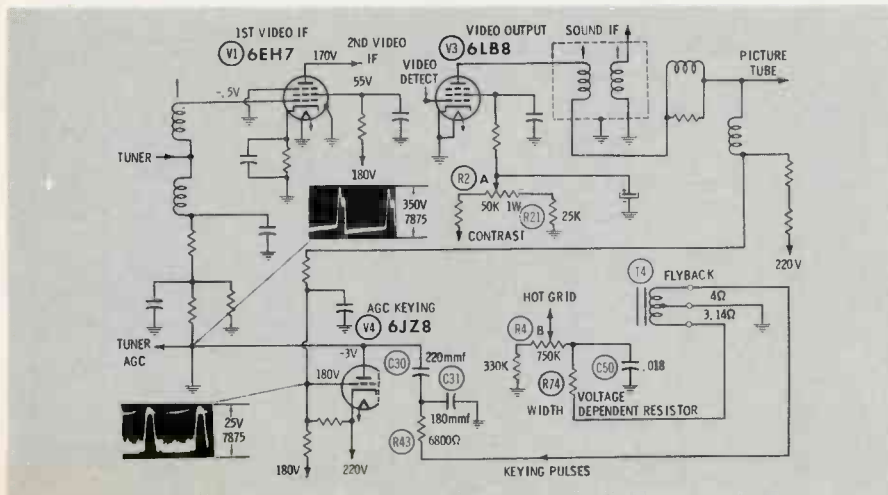 1ST VIDEO IF
V1 6EH7
170V
2ND VIDEO
IF
55V
-.5V
180V
TUNER
VIDEO OUTPUT
V3 6LB8
VIDEO
DETECT
SOUND IF
PICTURE
TUBE
R2 A
50K 1W
R21 25K
CONTRAST
220V
350V
7875
T4 FLYBACK
4Ω
3.14Ω
HOT GRID
R4 B
330K
750K
C50 .018
R74
WIDTH
VOLTAGE
DEPENDENT RESISTOR
AGC KEYING
V4 6JZ8
-3V
220mmf
C30
C31
180mmf
R43 6800Ω
180V
TUNER
AGC
25V
7875
180V
220V
KEYING PULSES